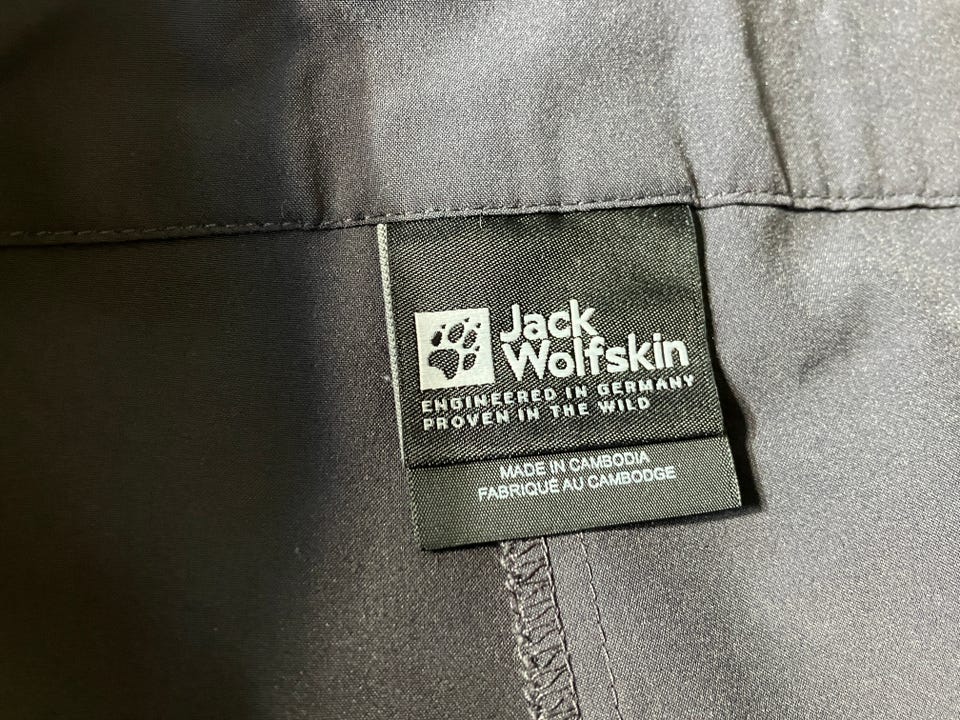 Jack
Wolfskin
ENGINEERED IN GERMANY
PROVEN IN THE WILD
MADE IN CAMBODIA
FABRIQUÉ AU CAMBODGE